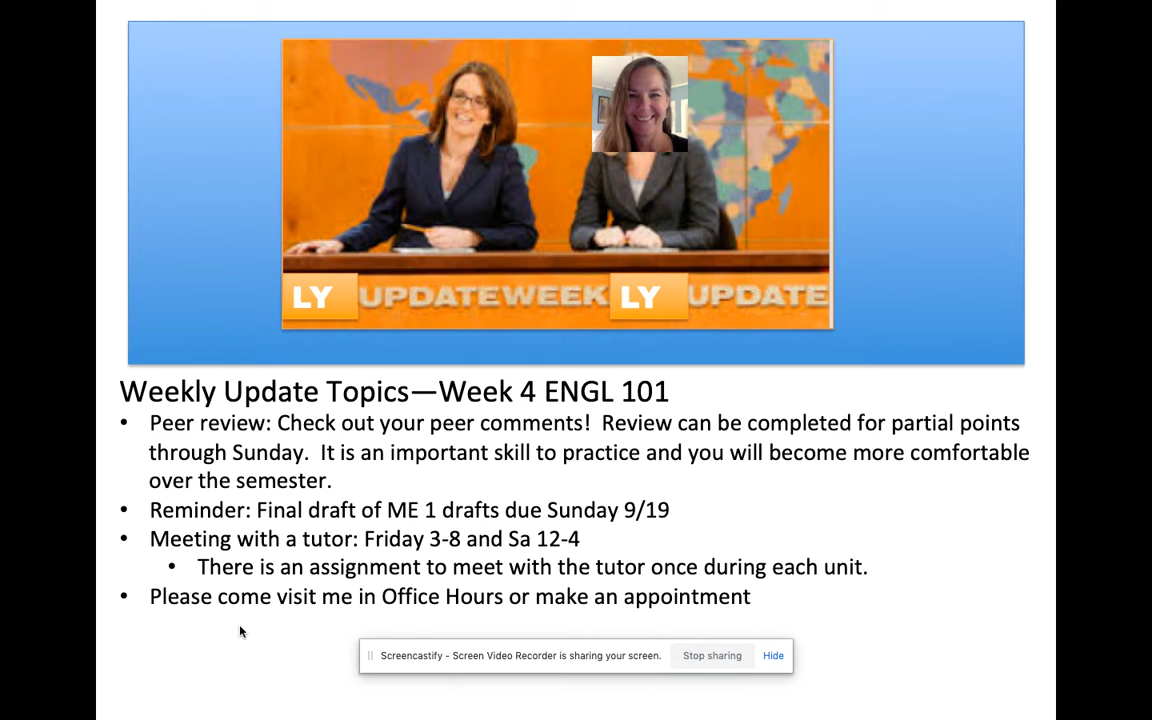 LY UPDATE WEEK LY UPDATE
Weekly Update Topics—Week 4 ENGL 101
• Peer review: Check out your peer comments! Review can be completed for partial points
through Sunday. It is an important skill to practice and you will become more comfortable
over the semester.
• Reminder: Final draft of ME 1 drafts due Sunday 9/19
• Meeting with a tutor: Friday 3-8 and Sa 12-4
• There is an assignment to meet with the tutor once during each unit.
• Please come visit me in Office Hours or make an appointment
Screencastify - Screen Video Recorder is sharing your screen. Stop sharing Hide